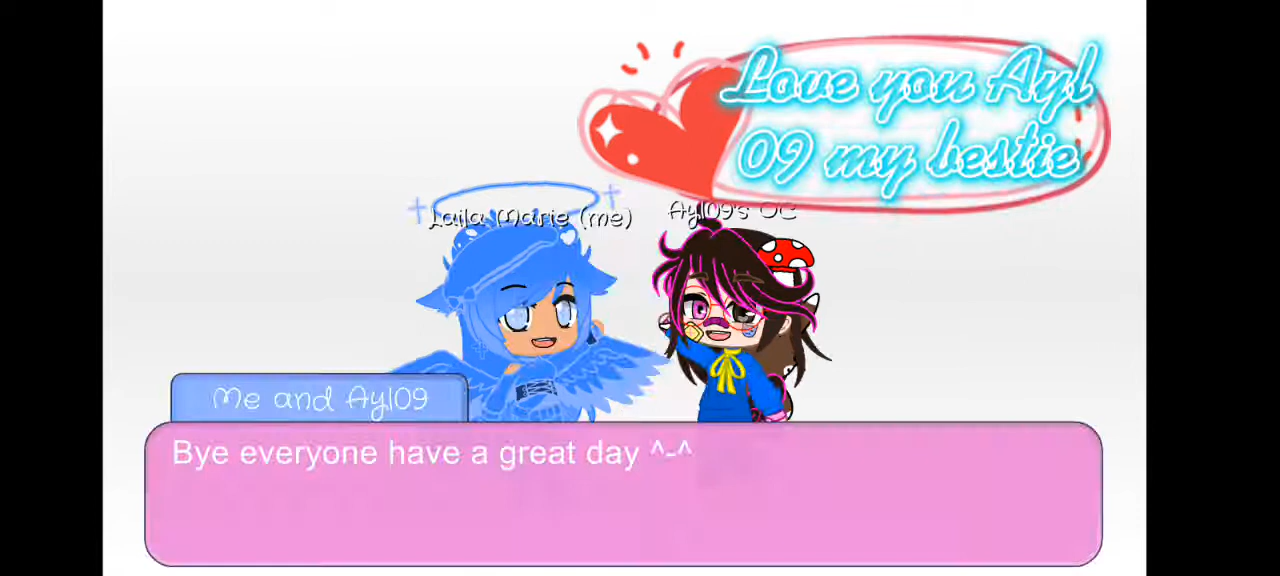 Love you Ayl
09 my bestie
Laila Marie (me)
Ayl09's OC
Me and Ayl09
Bye everyone have a great day ^-^